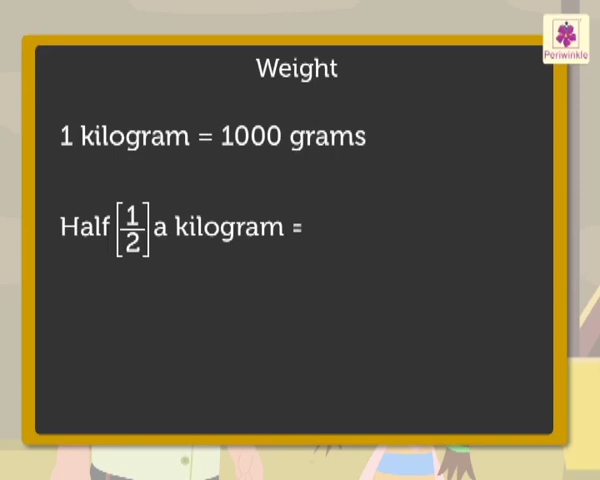 Periwinkle
Weight
1 kilogram = 1000 grams
Half [1/2] a kilogram =